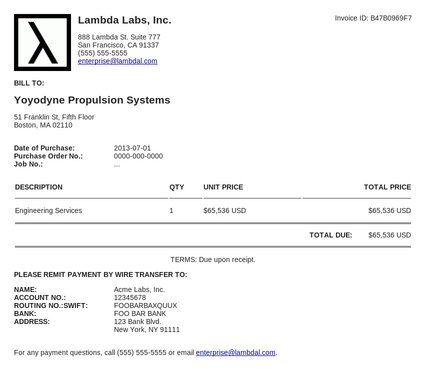 Lambda Labs, Inc.
Invoice ID: B47B0969F7
888 Lambda St. Suite 777
San Francisco, CA 91337
(555) 555-5555
enterprise@lambdal.com
BILL TO:
Yoyodyne Propulsion Systems
51 Franklin St, Fifth Floor
Boston, MA 02110
Date of Purchase: 2013-07-01
Purchase Order No.: 0000-000-0000
Job No.: ...
DESCRIPTION QTY UNIT PRICE TOTAL PRICE
Engineering Services 1 $65,536 USD $65,536 USD
TOTAL DUE: $65,536 USD
TERMS: Due upon receipt.
PLEASE REMIT PAYMENT BY WIRE TRANSFER TO:
NAME: Acme Labs, Inc.
ACCOUNT NO.: 12345678
ROUTING NO.:SWIFT: FOOBARBAXQUUX
BANK: FOO BAR BANK
ADDRESS: 123 Bank Blvd.
New York, NY 91111
For any payment questions, call (555) 555-5555 or email enterprise@lambdal.com.